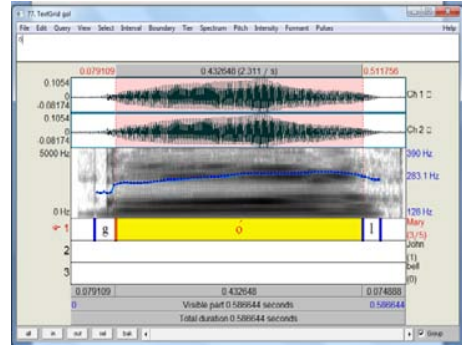 77. TextGrid gol
File Edit Query View Select Interval Boundary Tier Spectrum Pitch Intensity Formant Pulses Help
0.079109 0.432648 (2.311 / s) 0.511756
0.1054
0
-0.08174
Ch 1
0.1054
0
-0.08174
Ch 2
5000 Hz 390 Hz
283.1 Hz
0 Hz 128 Hz
1 g l Mary
(3/5)
2 John
(1)
3 bell
(0)
0.079109 0.432648 0.074888
0 Visible part 0.586644 seconds 0.586644
Total duration 0.586644 seconds
all in out sel bak Group